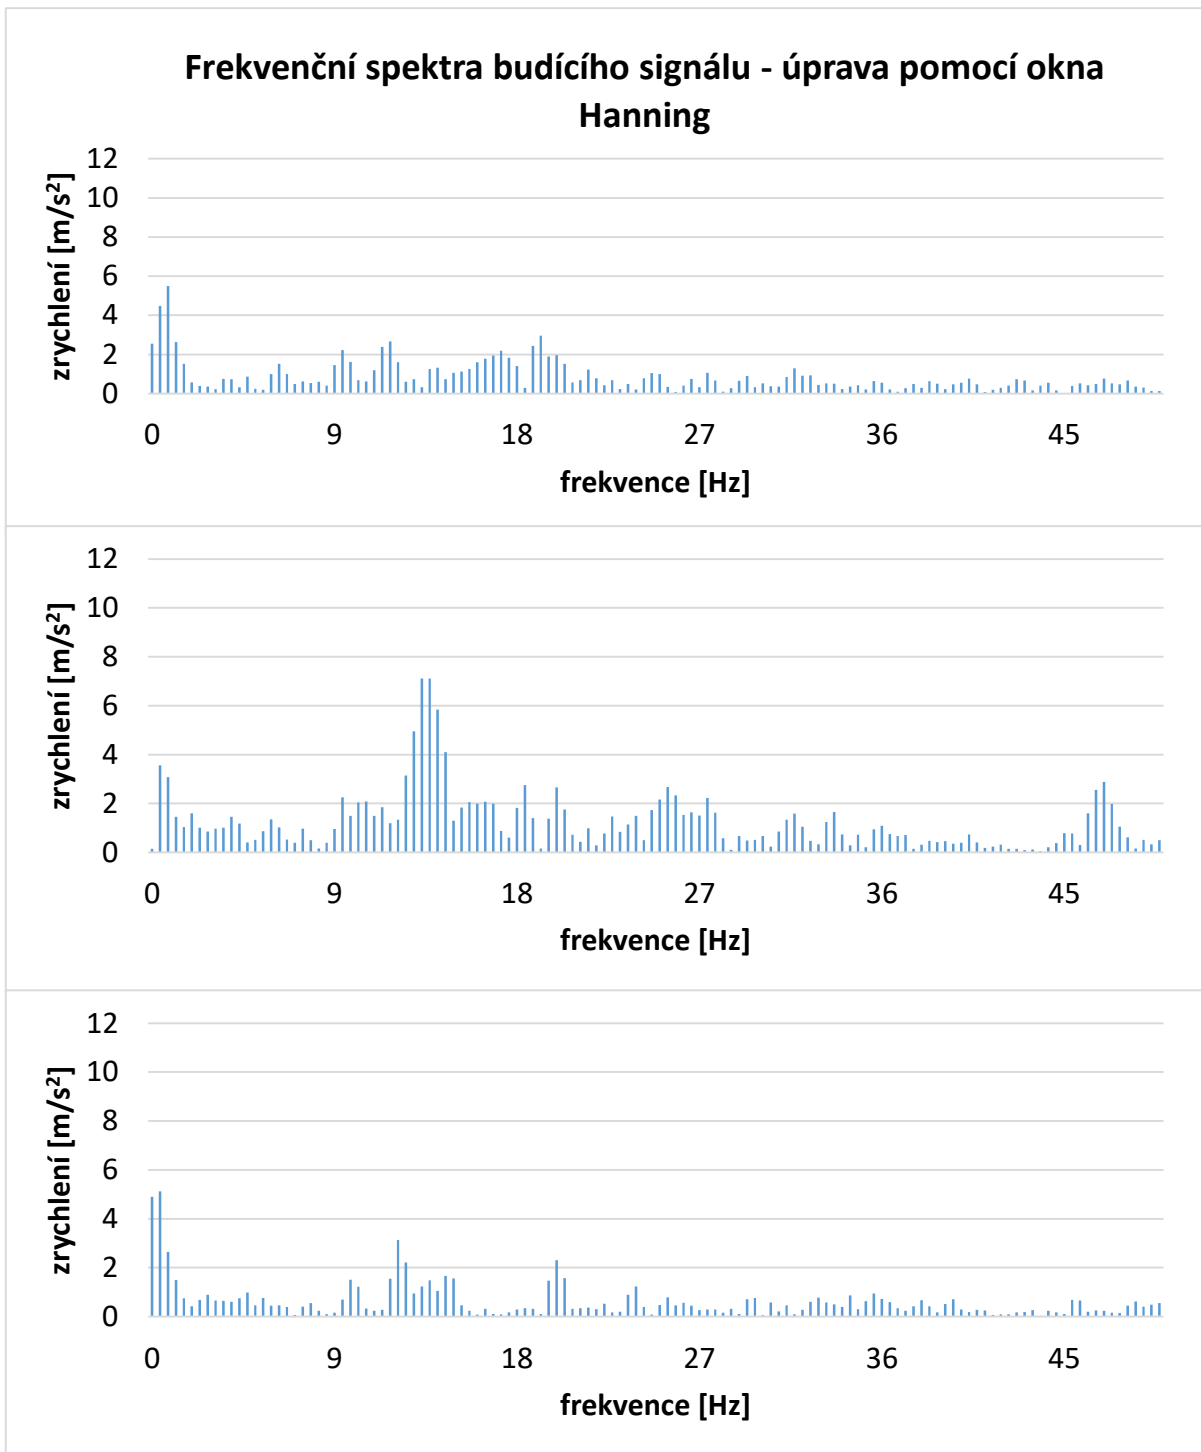 Frekvenční spektra budícího signálu - úprava pomocí okna
Hanning
zrychlení [m/s²]
12
10
8
6
4
2
0
0 9 18 27 36 45
frekvence [Hz]
zrychlení [m/s²]
12
10
8
6
4
2
0
0 9 18 27 36 45
frekvence [Hz]
zrychlení [m/s²]
12
10
8
6
4
2
0
0 9 18 27 36 45
frekvence [Hz]